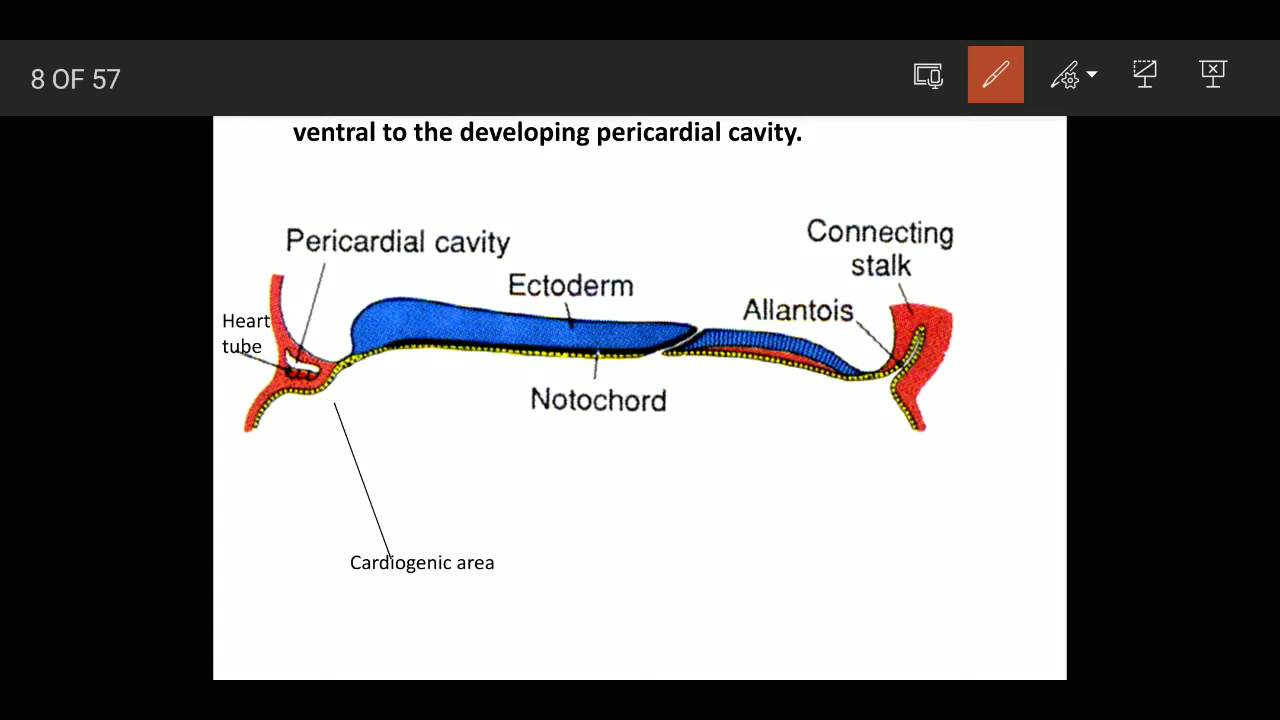 8 OF 57
ventral to the developing pericardial cavity.
Pericardial cavity
Connecting
stalk
Ectoderm
Allantois
Heart
tube
Notochord
Cardiogenic area